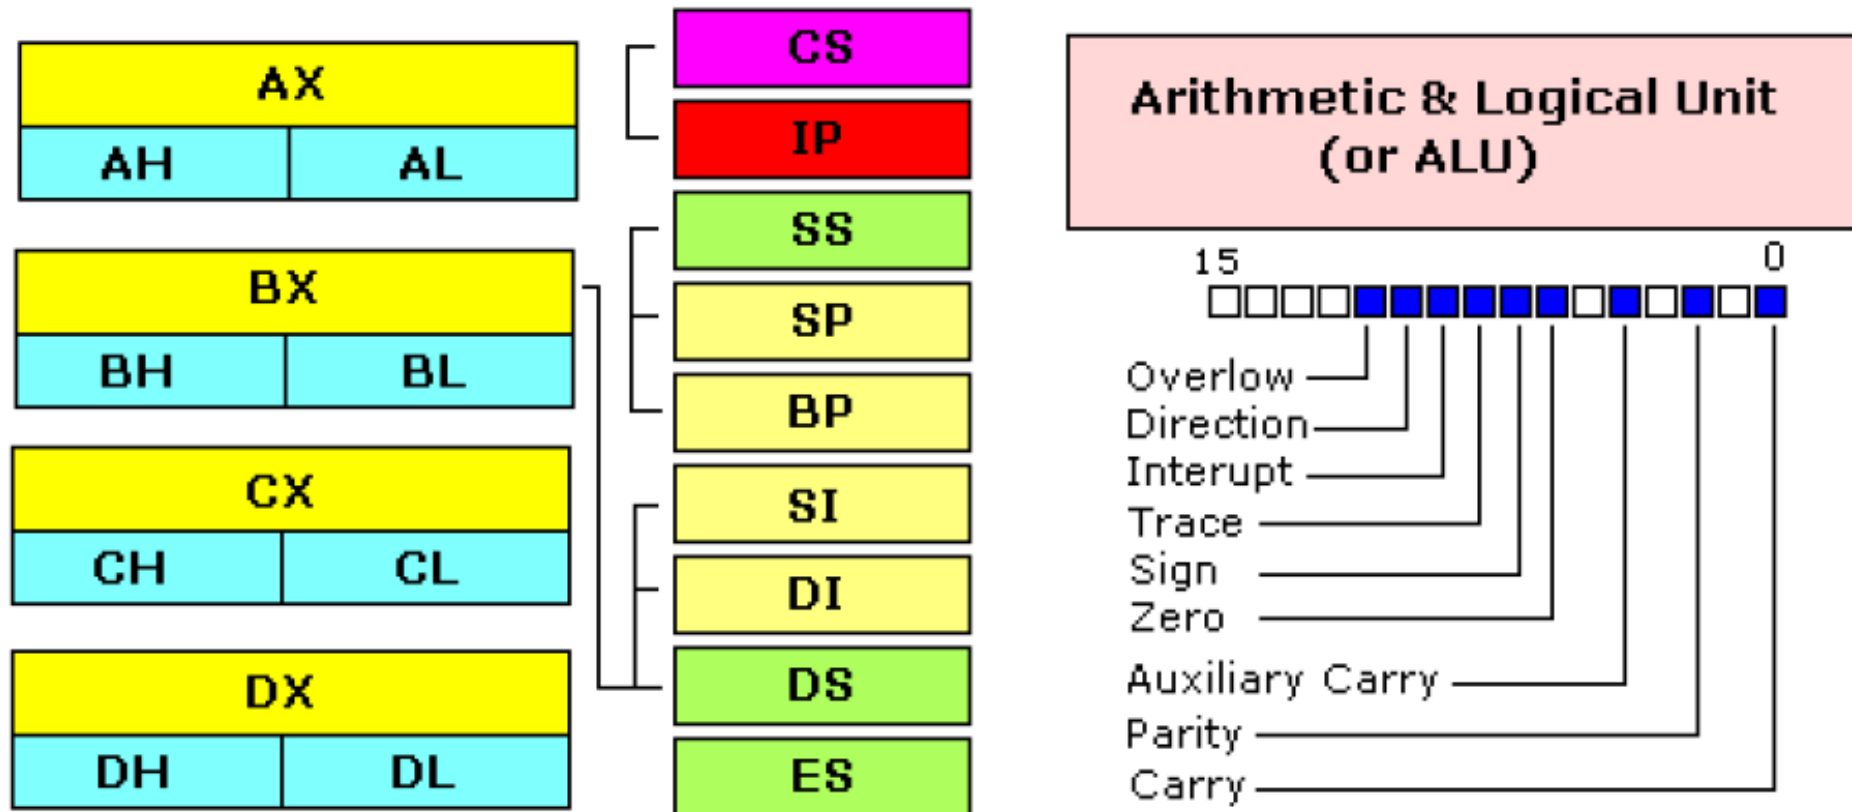 AX
AH AL
BX
BH BL
CX
CH CL
DX
DH DL
CS
IP
SS
SP
BP
SI
DI
DS
ES
Arithmetic & Logical Unit
(or ALU)
15 0
Overlow
Direction
Interupt
Trace
Sign
Zero
Auxiliary Carry
Parity
Carry